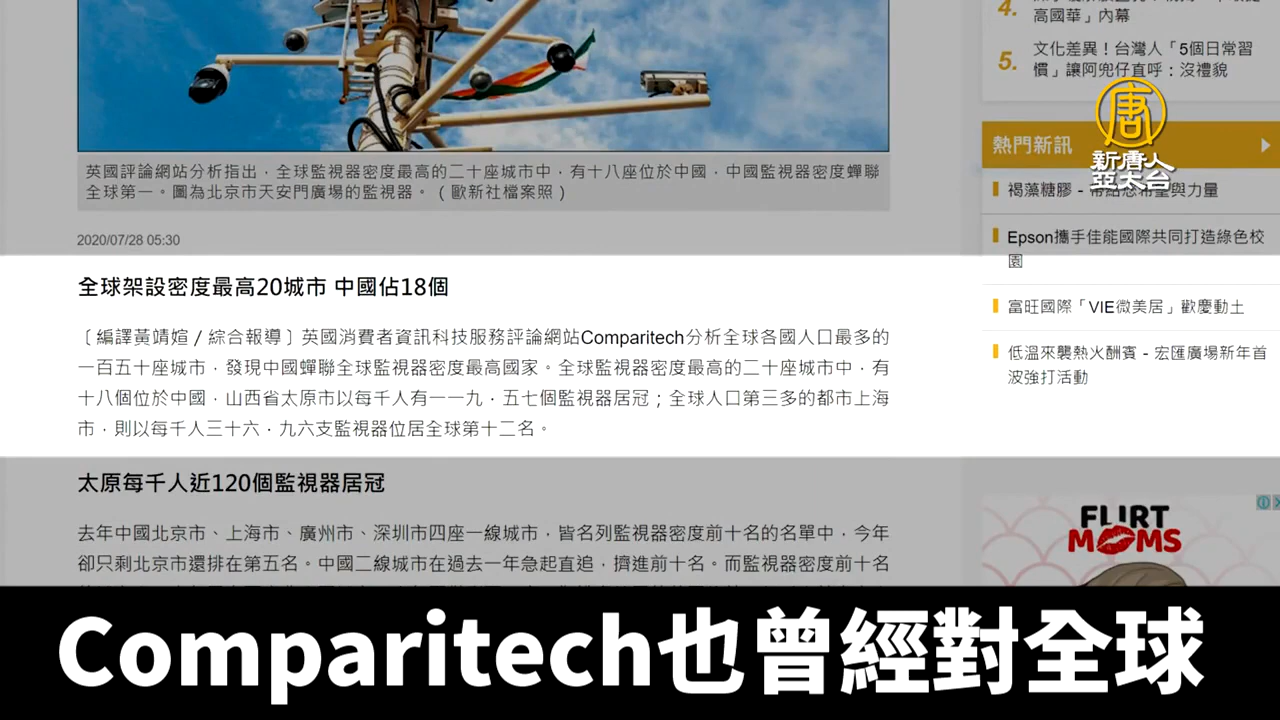 高國華」內幕
4.
5.
文化差異！台灣人「5個日常習
慣」讓阿兜仔直呼：沒禮貌
唐
新唐人
亞太台
熱門新訊
褐藻糖膠 -
與力量
Epson攜手佳能國際共同打造綠色校
園
富旺國際「VIE微美居」歡慶動土
低溫來襲熱火酬賓 - 宏匯廣場新年首
波強打活動
英國評論網站分析指出，全球監視器密度最高的二十座城市中，有十八座位於中國，中國監視器密度蟬聯
全球第一。圖為北京市天安門廣場的監視器。（歐新社檔案照）
2020/07/28 05:30
全球架設密度最高20城市 中國佔18個
〔編譯黃靖媗／綜合報導〕英國消費者資訊科技服務評論網站Comparitech分析全球各國人口最多的
一百五十座城市，發現中國蟬聯全球監視器密度最高國家。全球監視器密度最高的二十座城市中，有
十八個位於中國，山西省太原市以每千人有一一九．五七個監視器居冠；全球人口第三多的都市上海
市，則以每千人三十六．九六支監視器位居全球第十二名。
太原每千人近120個監視器居冠
去年中國北京市、上海市、廣州市、深圳市四座一線城市，皆名列監視器密度前十名的名單中，今年
卻只剩北京市還排在第五名。中國二線城市在過去一年急起直追，擠進前十名。而監視器密度前十名
FLIRT
MOMS
Comparitech也曾經對全球